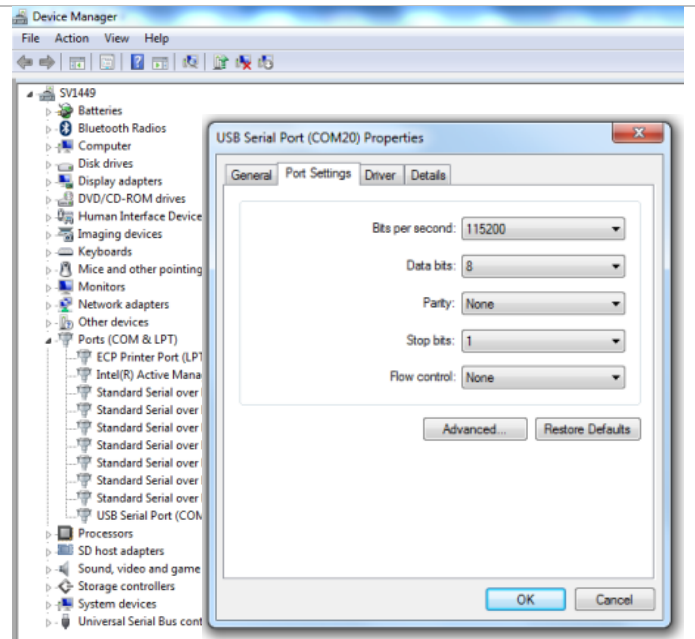 Device Manager
File Action View Help
SV1449
Batteries
Bluetooth Radios
Computer
Disk drives
Display adapters
DVD/CD-ROM drives
Human Interface Device
Imaging devices
Keyboards
Mice and other pointing
Monitors
Network adapters
Other devices
Ports (COM & LPT)
ECP Printer Port (LPT
Intel(R) Active Mana
Standard Serial over
Standard Serial over
Standard Serial over
Standard Serial over
Standard Serial over
Standard Serial over
Standard Serial over
USB Serial Port (COM
Processors
SD host adapters
Sound, video and game
Storage controllers
System devices
Universal Serial Bus cont
USB Serial Port (COM20) Properties
General Port Settings Driver Details
Bits per second: 115200
Data bits: 8
Parity: None
Stop bits: 1
Flow control: None
Advanced... Restore Defaults
OK Cancel